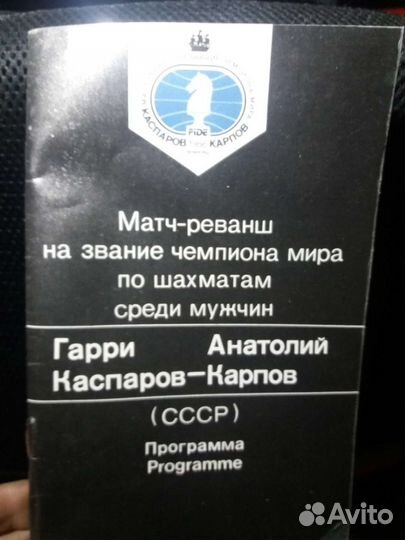 FIDE
КАСПАРОВ КАРПОВ
Матч-реванш
на звание чемпиона мира
по шахматам
среди мужчин
Гарри Анатолий
Каспаров–Карпов
(СССР)
Программа
Programme
Avito